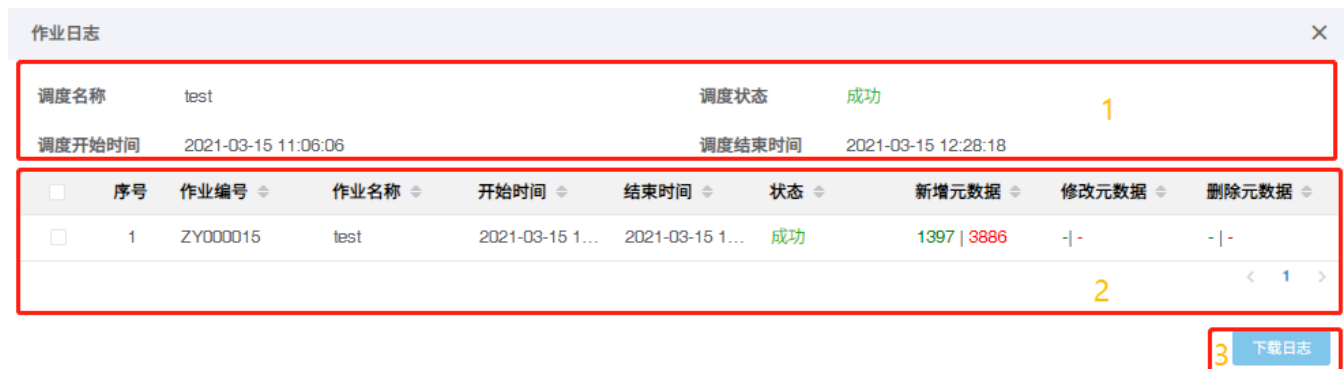 作业日志 ×
调度名称 test 调度状态 成功 1
调度开始时间 2021-03-15 11:06:06 调度结束时间 2021-03-15 12:28:18
序号 作业编号 作业名称 开始时间 结束时间 状态 新增元数据 修改元数据 删除元数据
1 ZY000015 test 2021-03-15 1... 2021-03-15 1... 成功 1397 | 3886 -| - - | -
< 1 >
2
3 下载日志